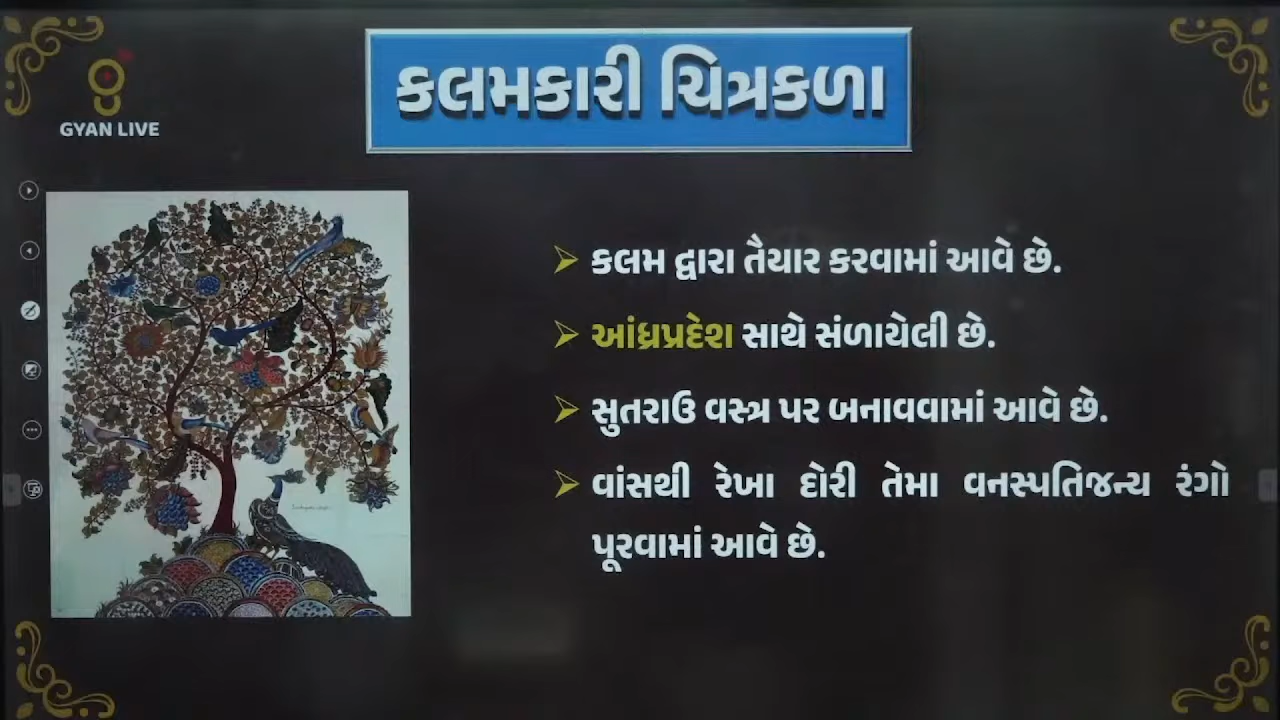 કલમકારી ચિત્રકળા
GYAN LIVE
કલમ દ્વારા તૈયાર કરવામાં આવે છે.
આંધ્રપ્રદેશ સાથે સંળાયેલી છે.
સુતરાઉ વસ્ત્ર પર બનાવવામાં આવે છે.
વાંસથી રેખા દોરી તેમા વનસ્પતિજન્ય રંગો
પૂરવામાં આવે છે.